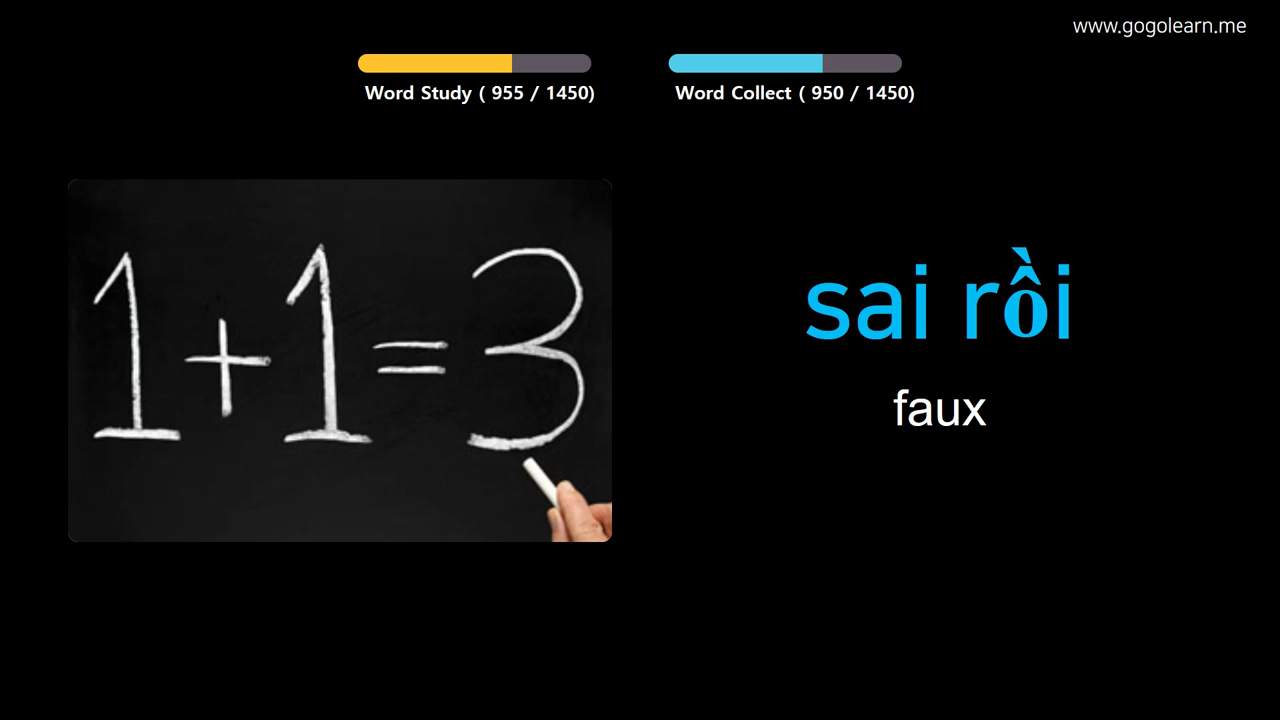 www.gogolearn.me
Word Study ( 955 / 1450)
Word Collect ( 950 / 1450)
1+1=3
sai rồi
faux